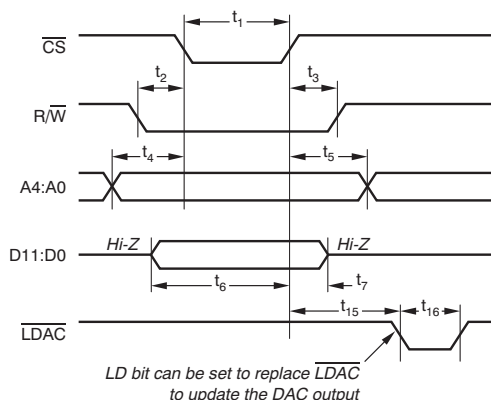 t1
CS
t2
t3
R/W
t4
t5
A4:A0
Hi-Z
Hi-Z
D11:D0
t6
t7
t15
t16
LDAC
LD bit can be set to replace LDAC
to update the DAC output